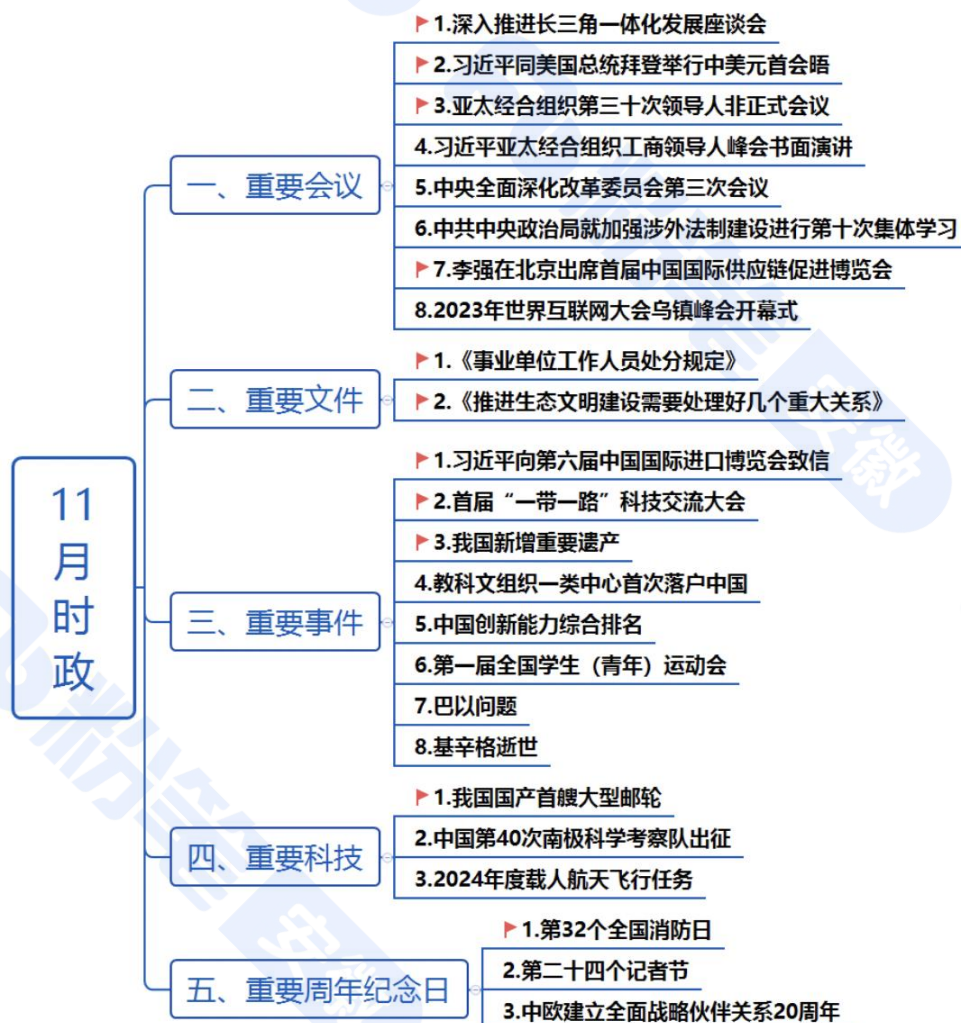 11
月
时
政
一、重要会议
1.深入推进长三角一体化发展座谈会
2.习近平同美国总统拜登举行中美元首会晤
3.亚太经合组织第三十次领导人非正式会议
4.习近平亚太经合组织工商领导人峰会书面演讲
5.中央全面深化改革委员会第三次会议
6.中共中央政治局就加强涉外法制建设进行第十次集体学习
7.李强在北京出席首届中国国际供应链促进博览会
8.2023年世界互联网大会乌镇峰会开幕式
二、重要文件
1.《事业单位工作人员处分规定》
2.《推进生态文明建设需要处理好几个重大关系》
三、重要事件
1.习近平向第六届中国国际进口博览会致信
2.首届“一带一路”科技交流大会
3.我国新增重要遗产
4.教科文组织一类中心首次落户中国
5.中国创新能力综合排名
6.第一届全国学生（青年）运动会
7.巴以问题
8.基辛格逝世
四、重要科技
1.我国国产首艘大型邮轮
2.中国第40次南极科学考察队出征
3.2024年度载人航天飞行任务
五、重要周年纪念日
1.第32个全国消防日
2.第二十四个记者节
3.中欧建立全面战略伙伴关系20周年
粉笔 安徽
粉笔 安徽